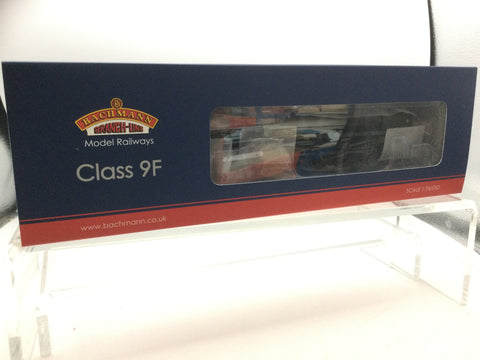 BACHMANN
BRANCH-LINE
Model Railways
Class 9F
www.bachmann.co.uk
SCALE 1:76/OO